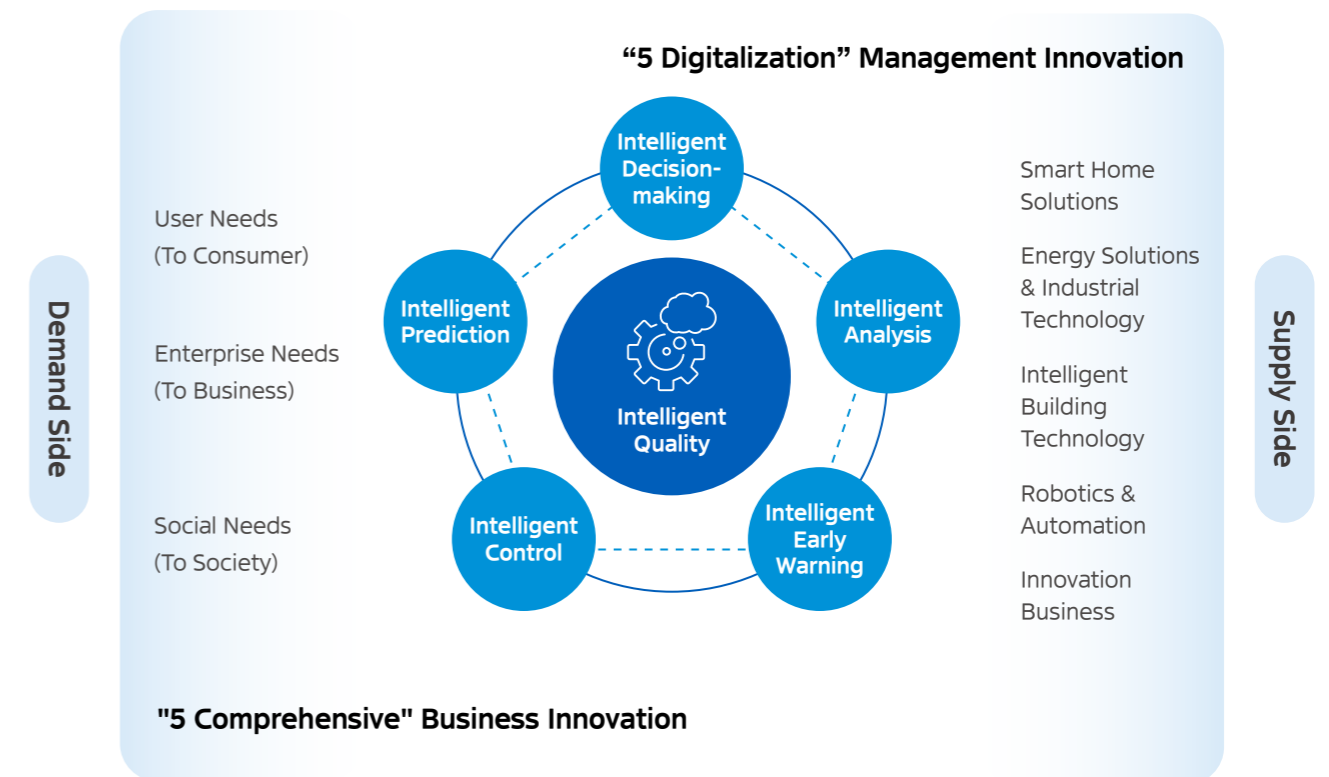 “5 Digitalization” Management Innovation
Demand Side
User Needs
(To Consumer)
Enterprise Needs
(To Business)
Social Needs
(To Society)
Intelligent
Decision-
making
Intelligent
Prediction
Intelligent
Analysis
Intelligent
Quality
Intelligent
Control
Intelligent
Early
Warning
Smart Home
Solutions
Energy Solutions
& Industrial
Technology
Intelligent
Building
Technology
Robotics &
Automation
Innovation
Business
Supply Side
"5 Comprehensive" Business Innovation